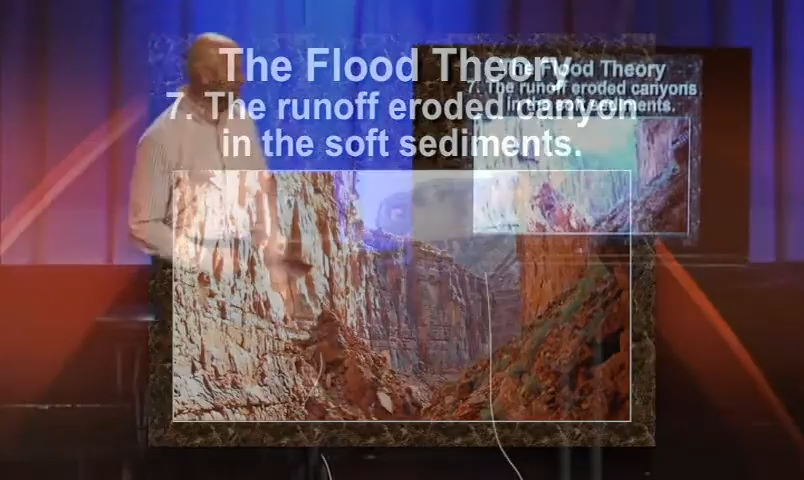 The Flood Theory
7. The runoff eroded canyon
in the soft sediments.
The Flood Theory
7. The runoff eroded canyons
in the soft sediments.